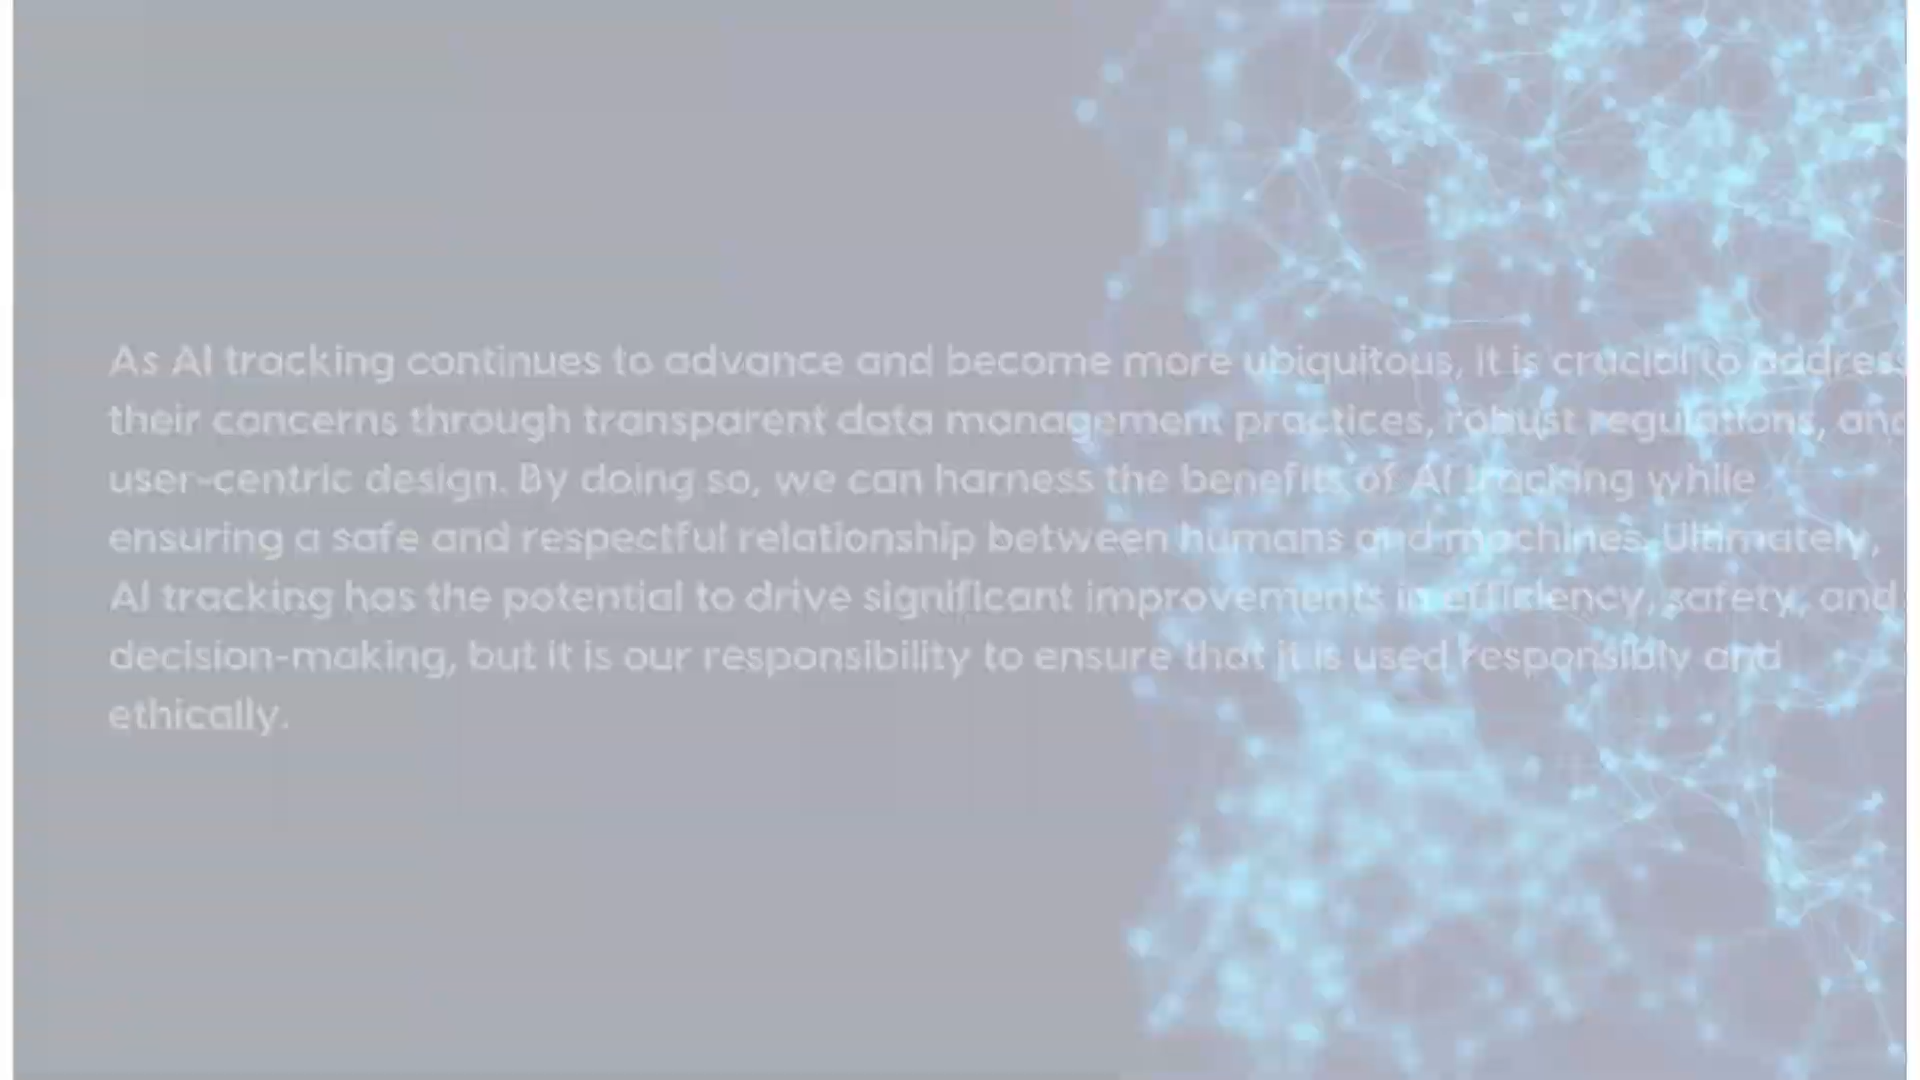 As AI tracking continues to advance and become more ubiquitous, it is crucial to address
their concerns through transparent data management practices, robust regulations, and
user-centric design. By doing so, we can harness the benefits of AI tracking while
ensuring a safe and respectful relationship between humans and machines. Ultimately,
AI tracking has the potential to drive significant improvements in efficiency, safety, and
decision-making, but it is our responsibility to ensure that it is used responsibly and
ethically.